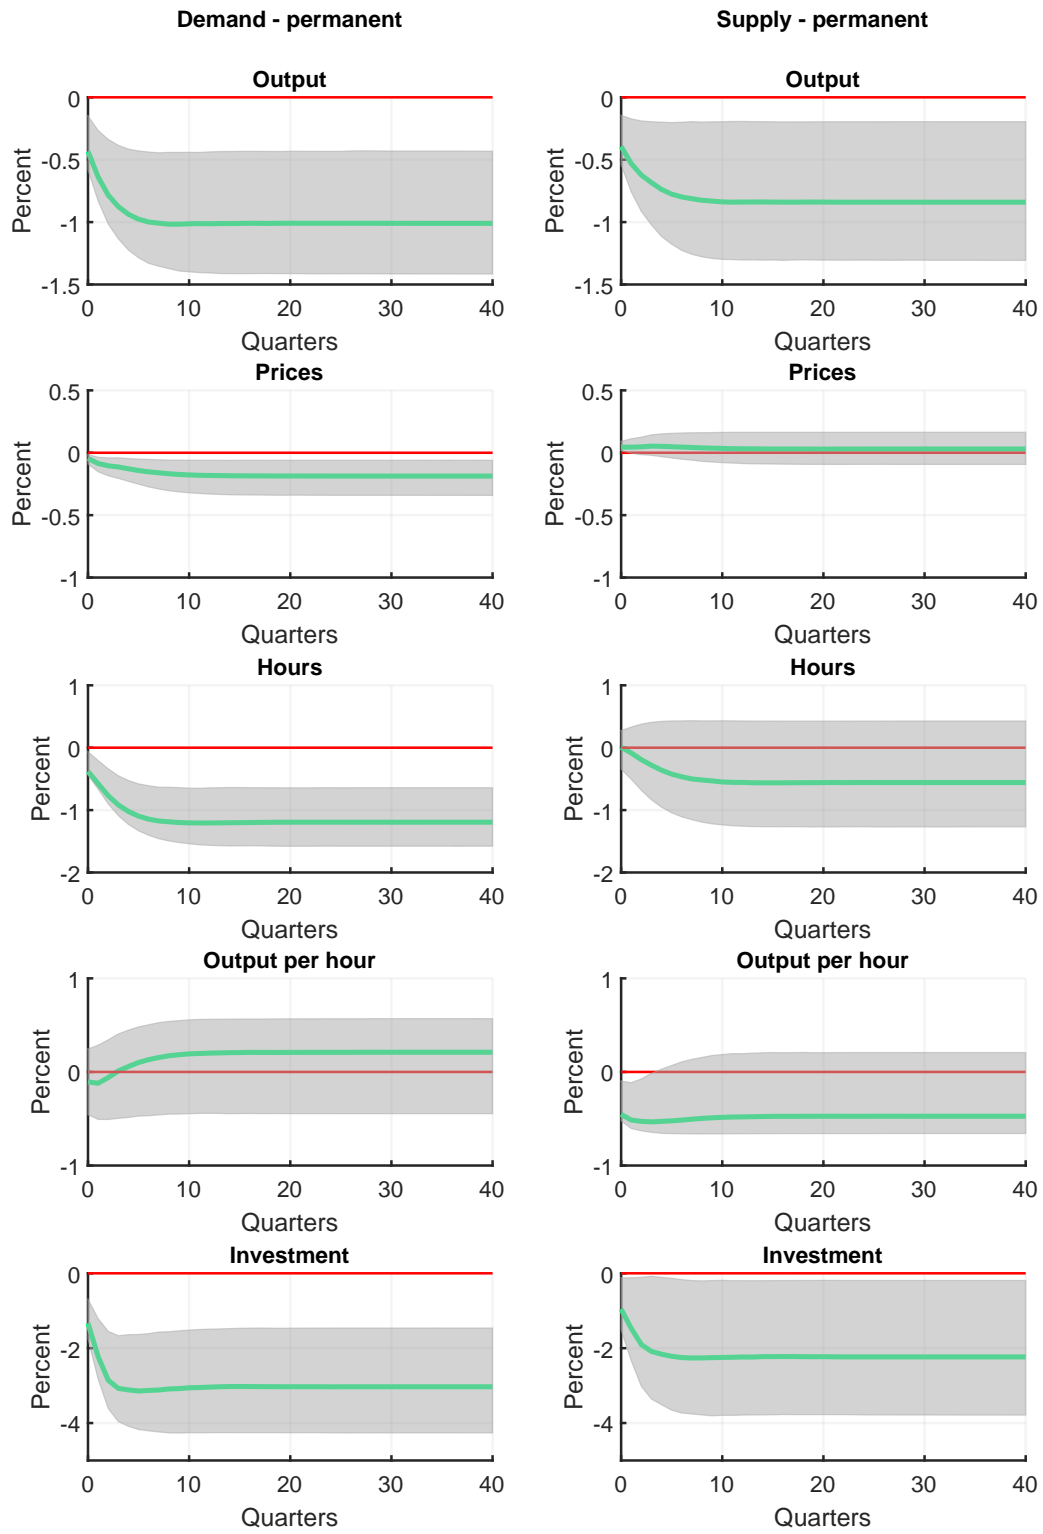 Demand - permanent Supply - permanent
Output Output
0 0
-0.5 -0.5
-1 -1
-1.5 -1.5
Percent Percent
0 10 20 30 40 0 10 20 30 40
Quarters Quarters
Prices Prices
0.5 0.5
0 0
-0.5 -0.5
-1 -1
Percent Percent
0 10 20 30 40 0 10 20 30 40
Quarters Quarters
Hours Hours
1 1
0 0
-1 -1
-2 -2
Percent Percent
0 10 20 30 40 0 10 20 30 40
Quarters Quarters
Output per hour Output per hour
1 1
0 0
-1 -1
Percent Percent
0 10 20 30 40 0 10 20 30 40
Quarters Quarters
Investment Investment
0 0
-2 -2
-4 -4
Percent Percent
0 10 20 30 40 0 10 20 30 40
Quarters Quarters